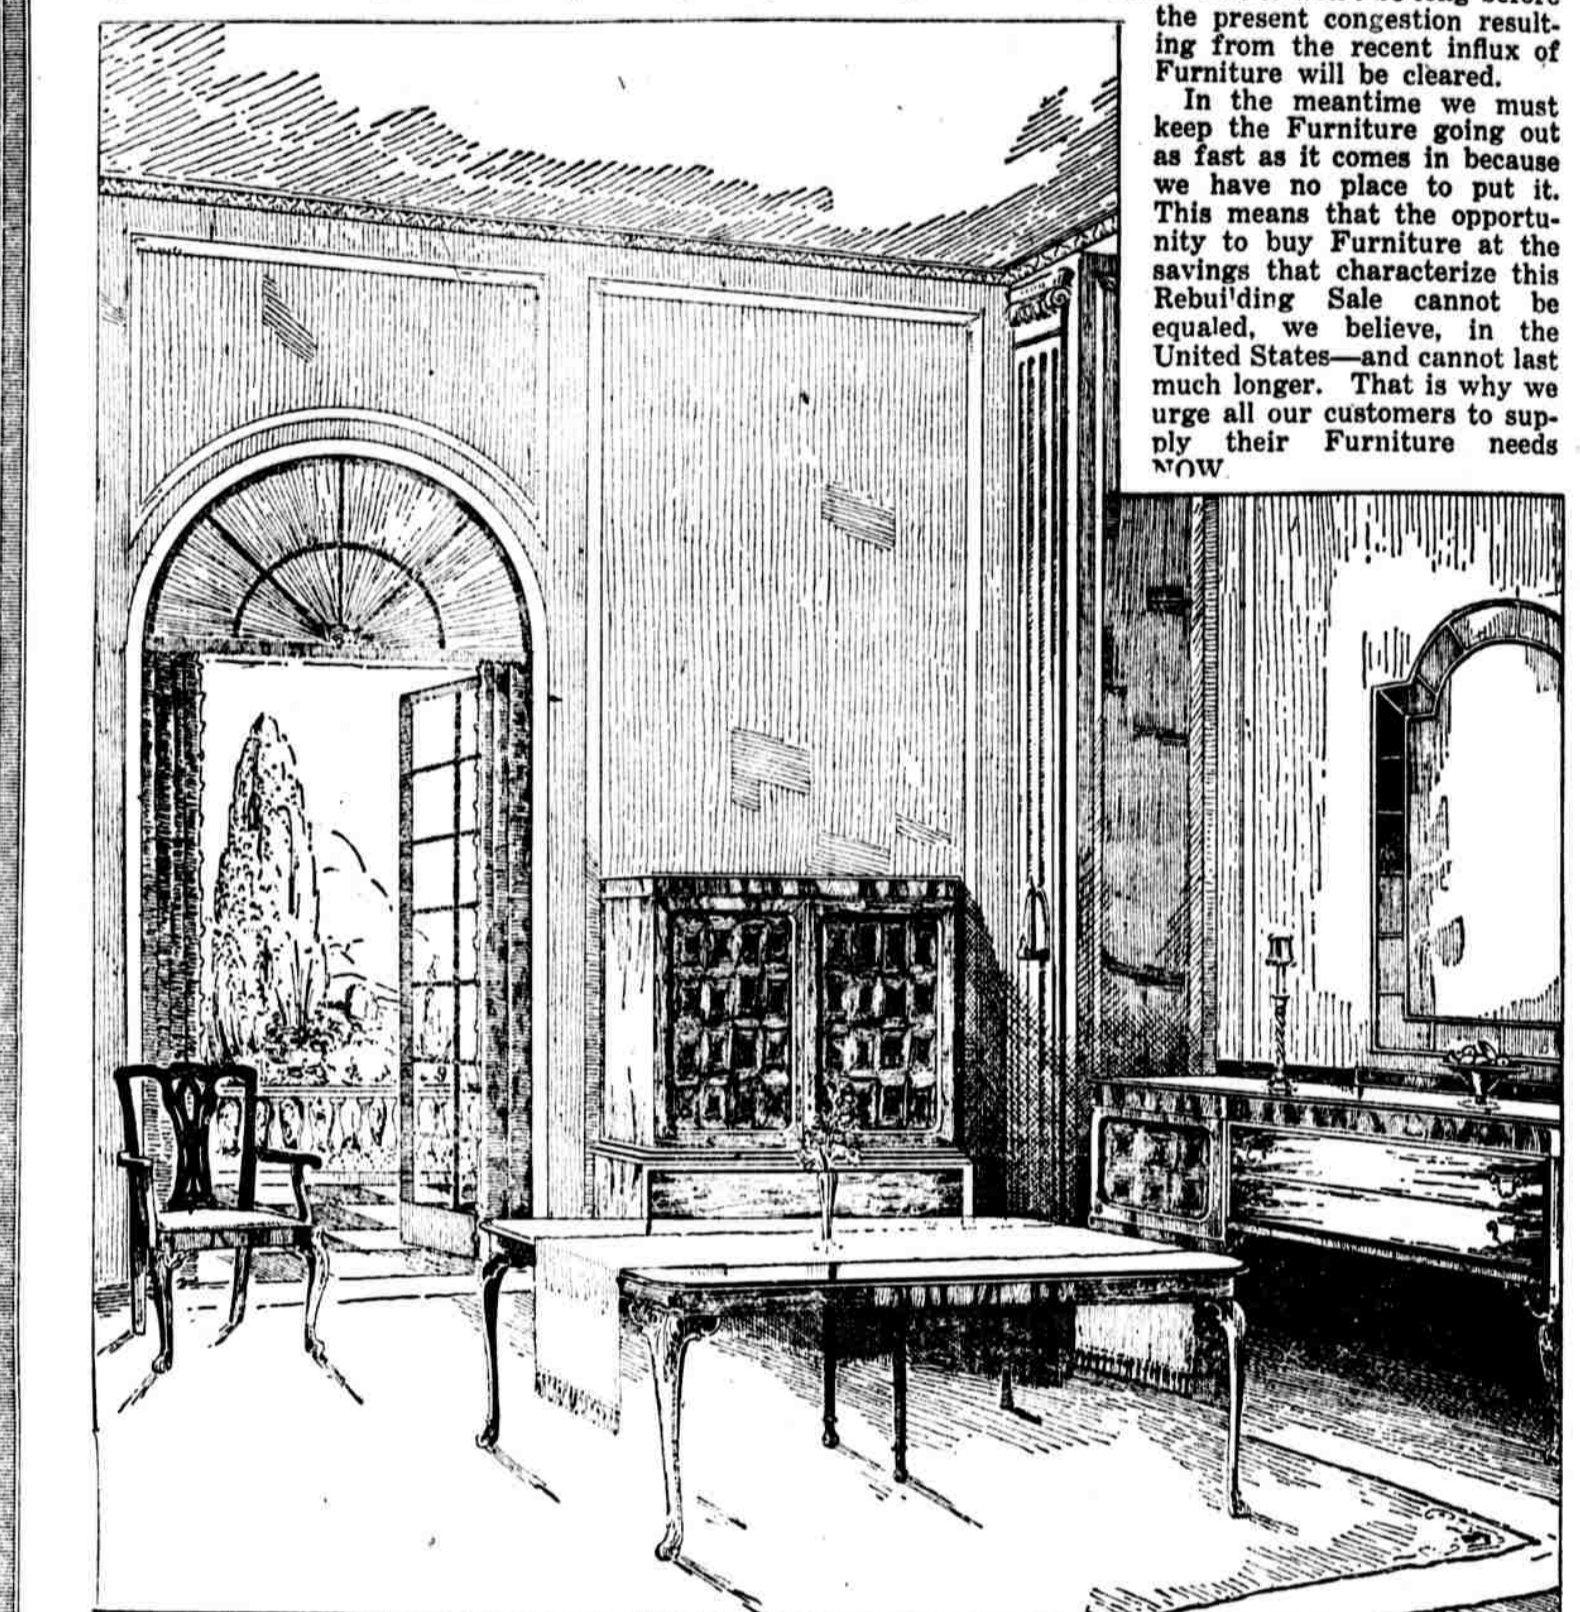 the present congestion result-
ing from the recent influx of
Furniture will be cleared.
In the meantime we must
keep the Furniture going out
as fast as it comes in because
we have no place to put it.
This means that the opportu-
nity to buy Furniture at the
savings that characterize this
Rebui'ding Sale cannot be
equaled, we believe, in the
United States—and cannot last
much longer. That is why we
urge all our customers to sup-
ply their Furniture needs
NOW